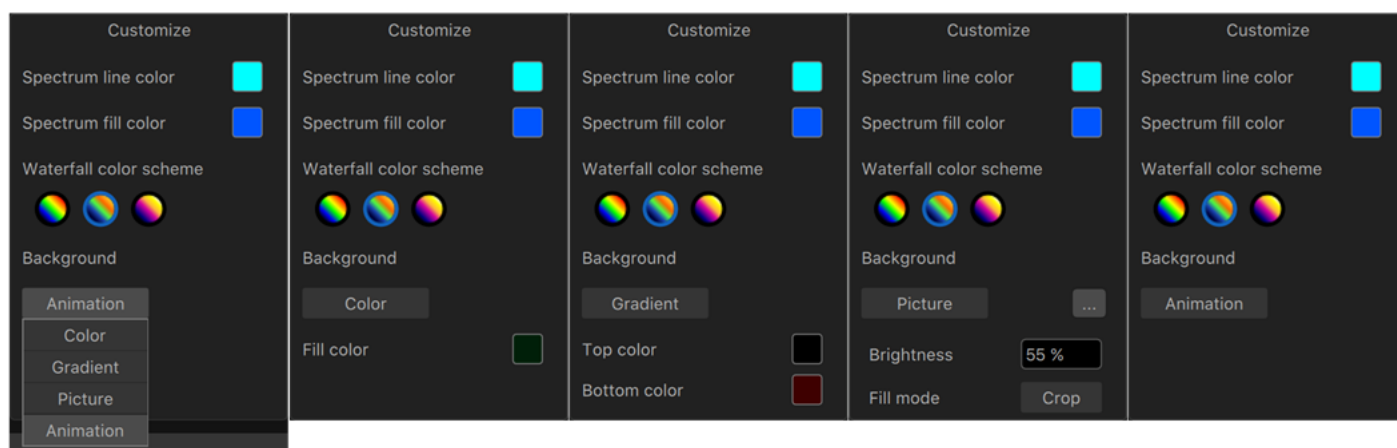 Customize
Spectrum line color
Spectrum fill color
Waterfall color scheme
Background
Animation
Color
Gradient
Picture
Animation
Customize
Spectrum line color
Spectrum fill color
Waterfall color scheme
Background
Color
Fill color
Customize
Spectrum line color
Spectrum fill color
Waterfall color scheme
Background
Gradient
Top color
Bottom color
Customize
Spectrum line color
Spectrum fill color
Waterfall color scheme
Background
Picture ...
Brightness 55 %
Fill mode Crop
Customize
Spectrum line color
Spectrum fill color
Waterfall color scheme
Background
Animation